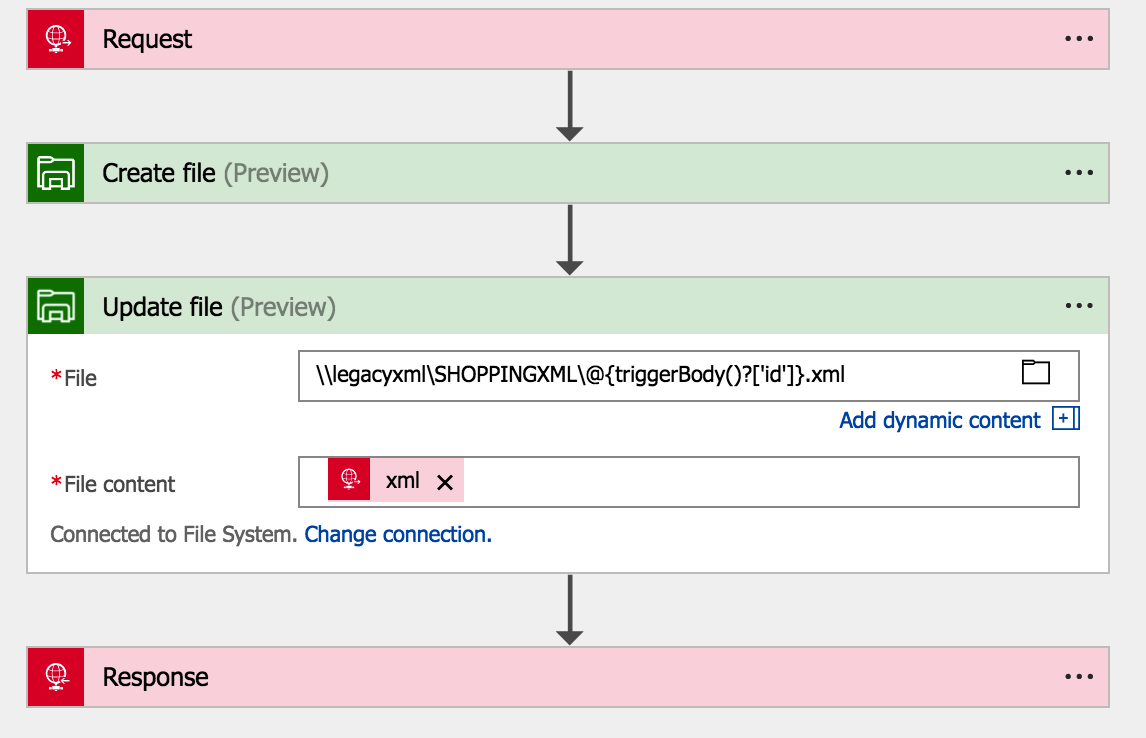 Request
Create file (Preview)
Update file (Preview)
*File
\\legacyxml\SHOPPINGXML\@{triggerBody()?['id']}.xml
Add dynamic content
*File content
xml
Connected to File System. Change connection.
Response